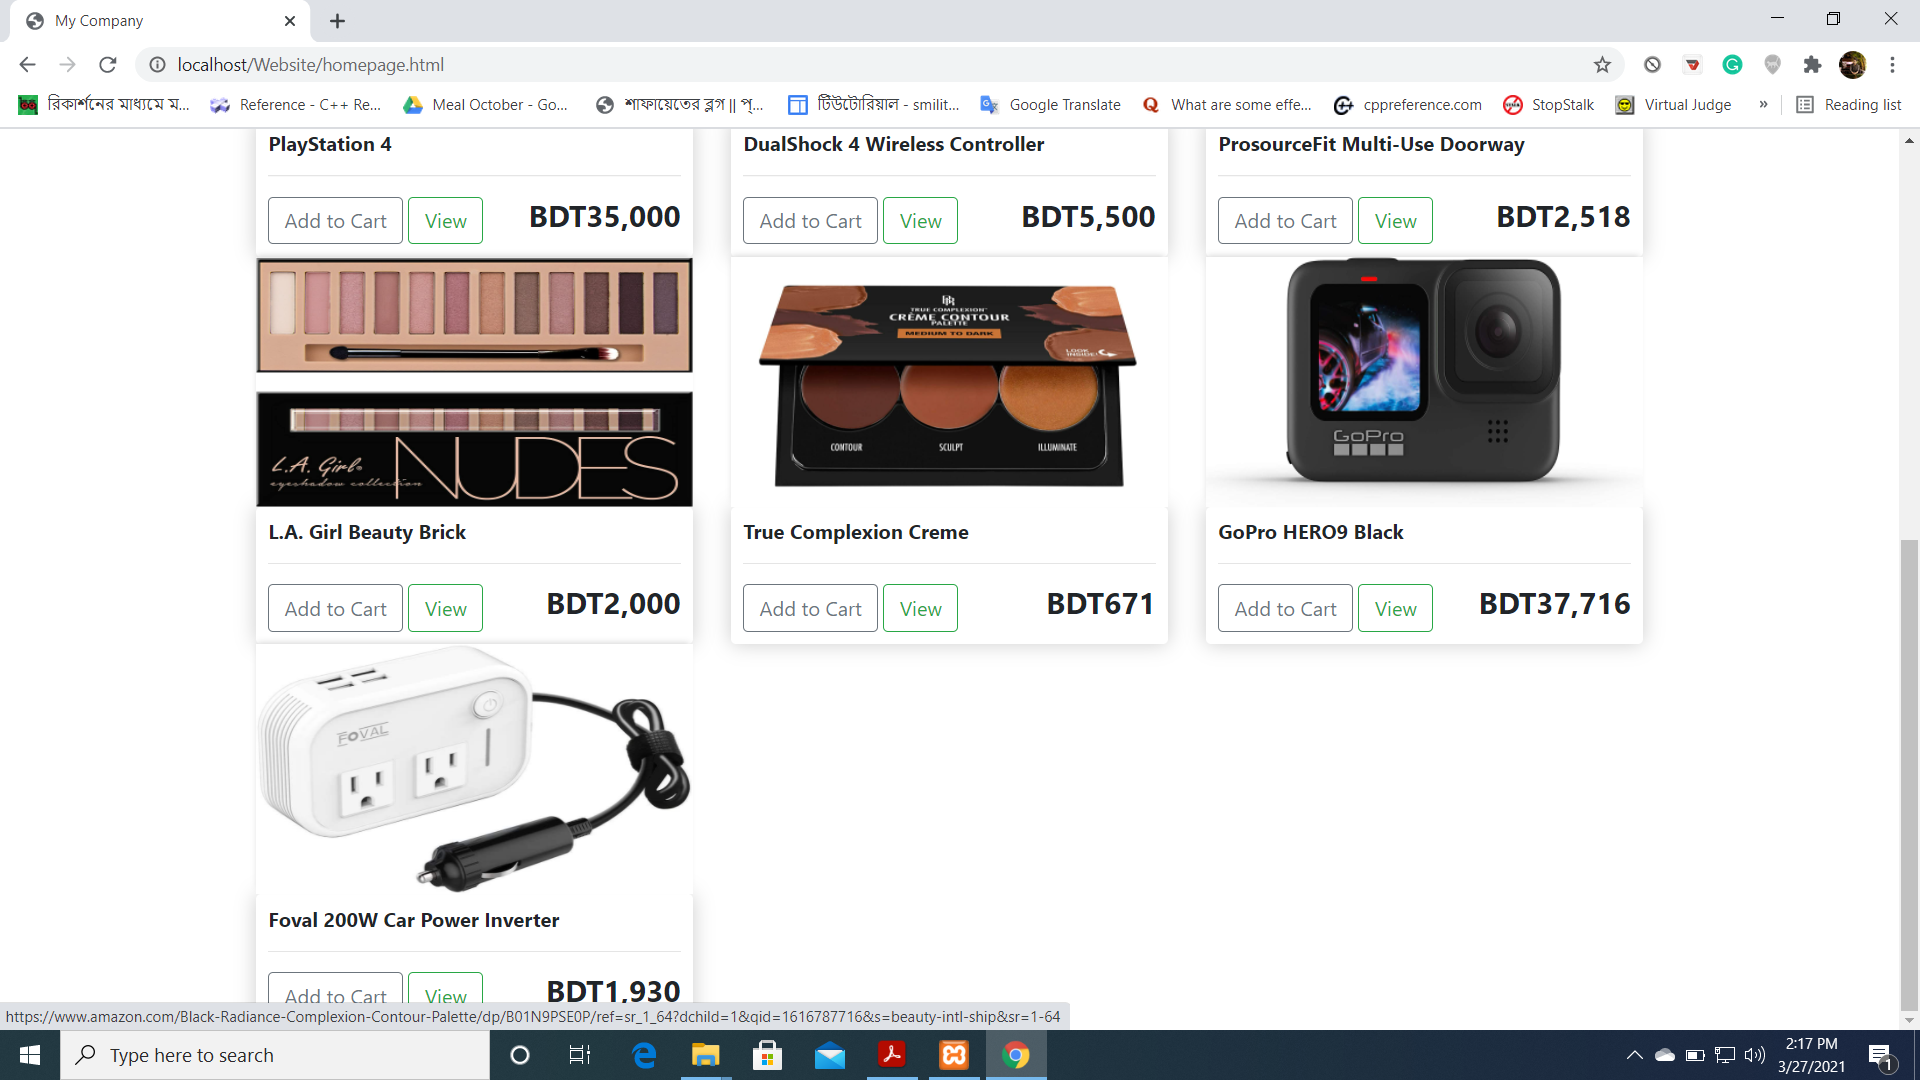 My Company
localhost/Website/homepage.html
রিকার্শনের মাধ্যমে ম...
Reference - C++ Re...
Meal October - Go...
শাফায়েতের ব্লগ || প্...
টিউটোরিয়াল - smilit...
Google Translate
What are some effe...
cppreference.com
StopStalk
Virtual Judge
»
Reading list
PlayStation 4
DualShock 4 Wireless Controller
ProsourceFit Multi-Use Doorway
Add to Cart View BDT35,000
Add to Cart View BDT5,500
Add to Cart View BDT2,518
L.A. Girl
eyeshadow collection
NUDES
TRUE COMPLEXION
CRÈME CONTOUR
PALETTE
MEDIUM TO DARK
LOOK
INSIDE!
CONTOUR SCULPT ILLUMINATE
GoPro
L.A. Girl Beauty Brick
True Complexion Creme
GoPro HERO9 Black
Add to Cart View BDT2,000
Add to Cart View BDT671
Add to Cart View BDT37,716
FOVAL
Foval 200W Car Power Inverter
Add to Cart View BDT1,930
https://www.amazon.com/Black-Radiance-Complexion-Contour-Palette/dp/B01N9PSE0P/ref=sr_1_64?dchild=1&qid=1616787716&s=beauty-intl-ship&sr=1-64
Type here to search
2:17 PM
3/27/2021
1